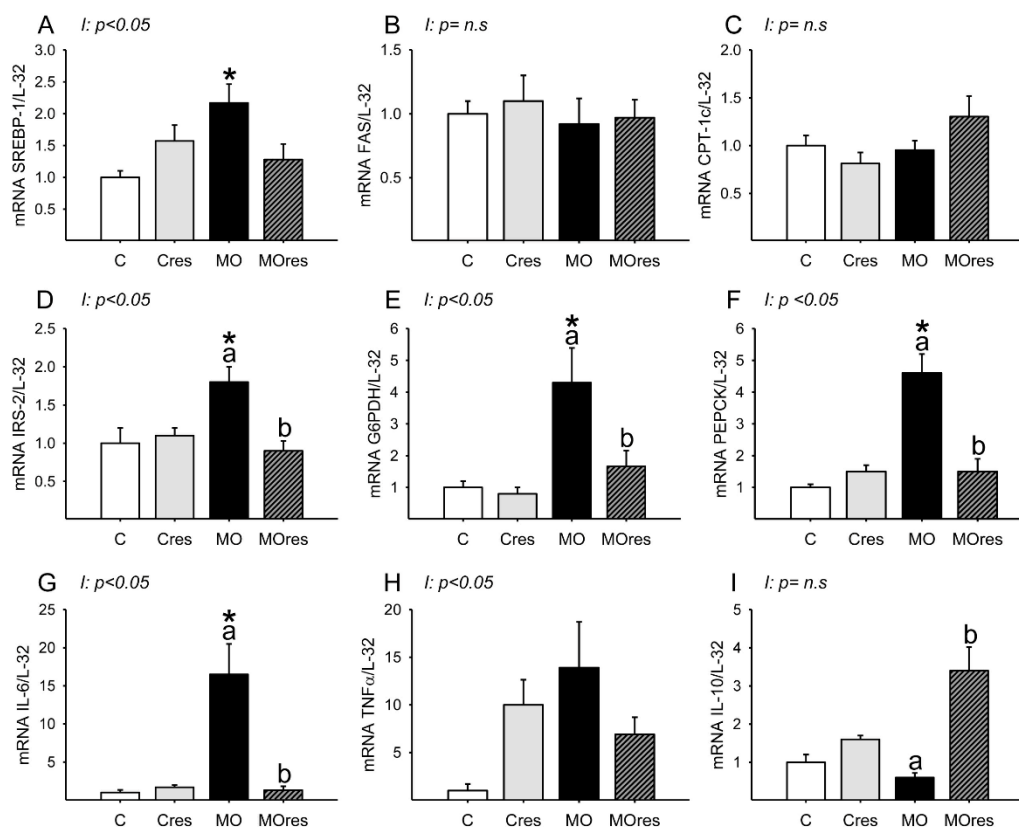 A
I: p<0.05
mRNA SREBP-1/L-32
3.0
2.5
2.0
1.5
1.0
0.5
*
C Cres MO MOres
B
I: p= n.s
mRNA FAS/L-32
1.5
1.0
0.5
C Cres MO MOres
C
I: p= n.s
mRNA CPT-1c/L-32
2.0
1.5
1.0
0.5
C Cres MO MOres
D
I: p<0.05
mRNA IRS-2/L-32
2.5
2.0
1.5
1.0
0.5
*
a
b
C Cres MO MOres
E
I: p<0.05
mRNA G6PDH/L-32
6
5
4
3
2
1
*
a
b
C Cres MO MOres
F
I: p <0.05
mRNA PEPCK/L-32
6
5
4
3
2
1
*
a
b
C Cres MO MOres
G
I: p<0.05
mRNA IL-6/L-32
25
20
15
10
5
*
a
b
C Cres MO MOres
H
I: p<0.05
mRNA TNFα/L-32
20
15
10
5
C Cres MO MOres
I
I: p= n.s
mRNA IL-10/L-32
5
4
3
2
1
a
b
C Cres MO MOres